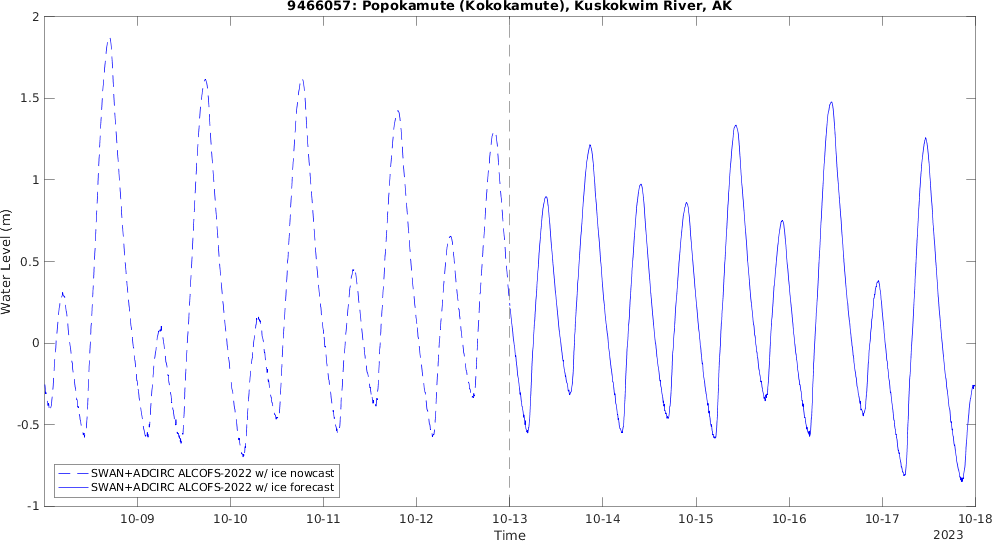 9466057: Popokamute (Kokokamute), Kuskokwim River, AK
2
1.5
1
0.5
0
-0.5
-1
Water Level (m)
SWAN+ADCIRC ALCOFS-2022 w/ ice nowcast
SWAN+ADCIRC ALCOFS-2022 w/ ice forecast
10-09 10-10 10-11 10-12 10-13 10-14 10-15 10-16 10-17 10-18
Time
2023